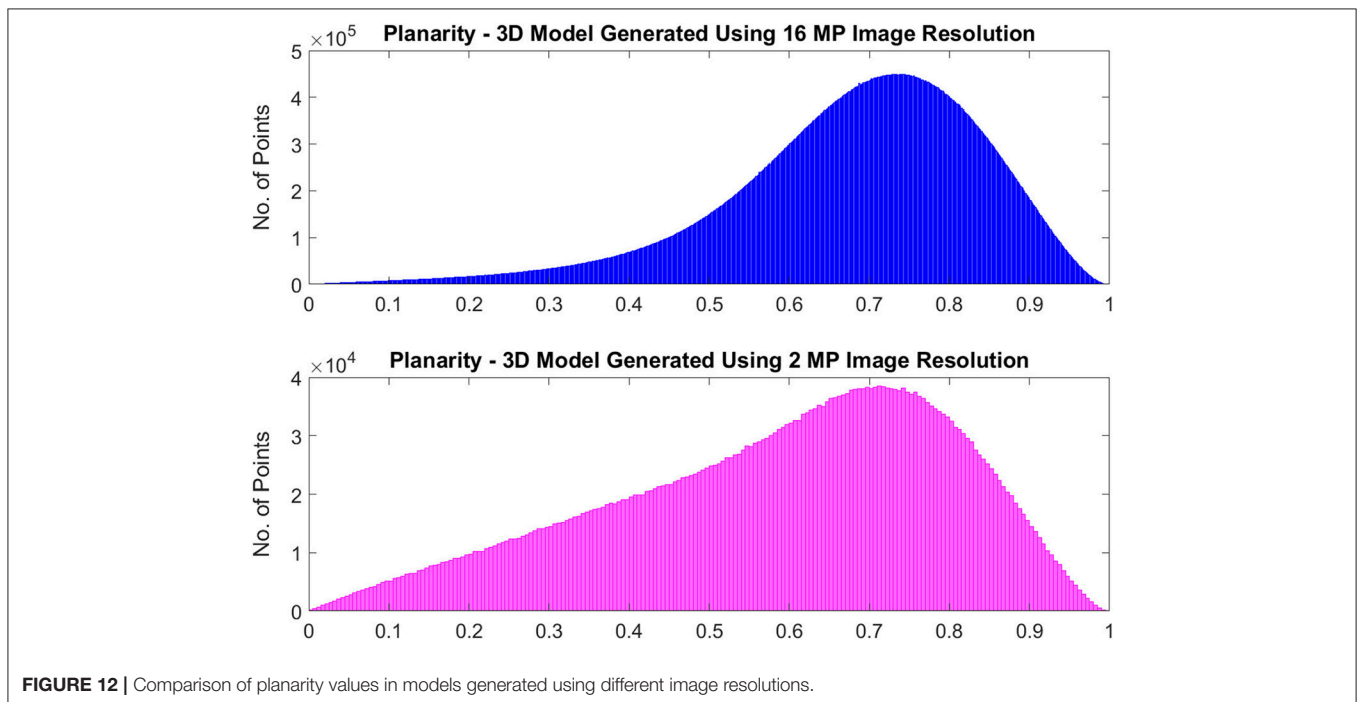 Planarity - 3D Model Generated Using 16 MP Image Resolution
×10⁵
5
4
3
2
1
0
No. of Points
0 0.1 0.2 0.3 0.4 0.5 0.6 0.7 0.8 0.9 1
Planarity - 3D Model Generated Using 2 MP Image Resolution
×10⁴
4
3
2
1
0
No. of Points
0 0.1 0.2 0.3 0.4 0.5 0.6 0.7 0.8 0.9 1
FIGURE 12 | Comparison of planarity values in models generated using different image resolutions.